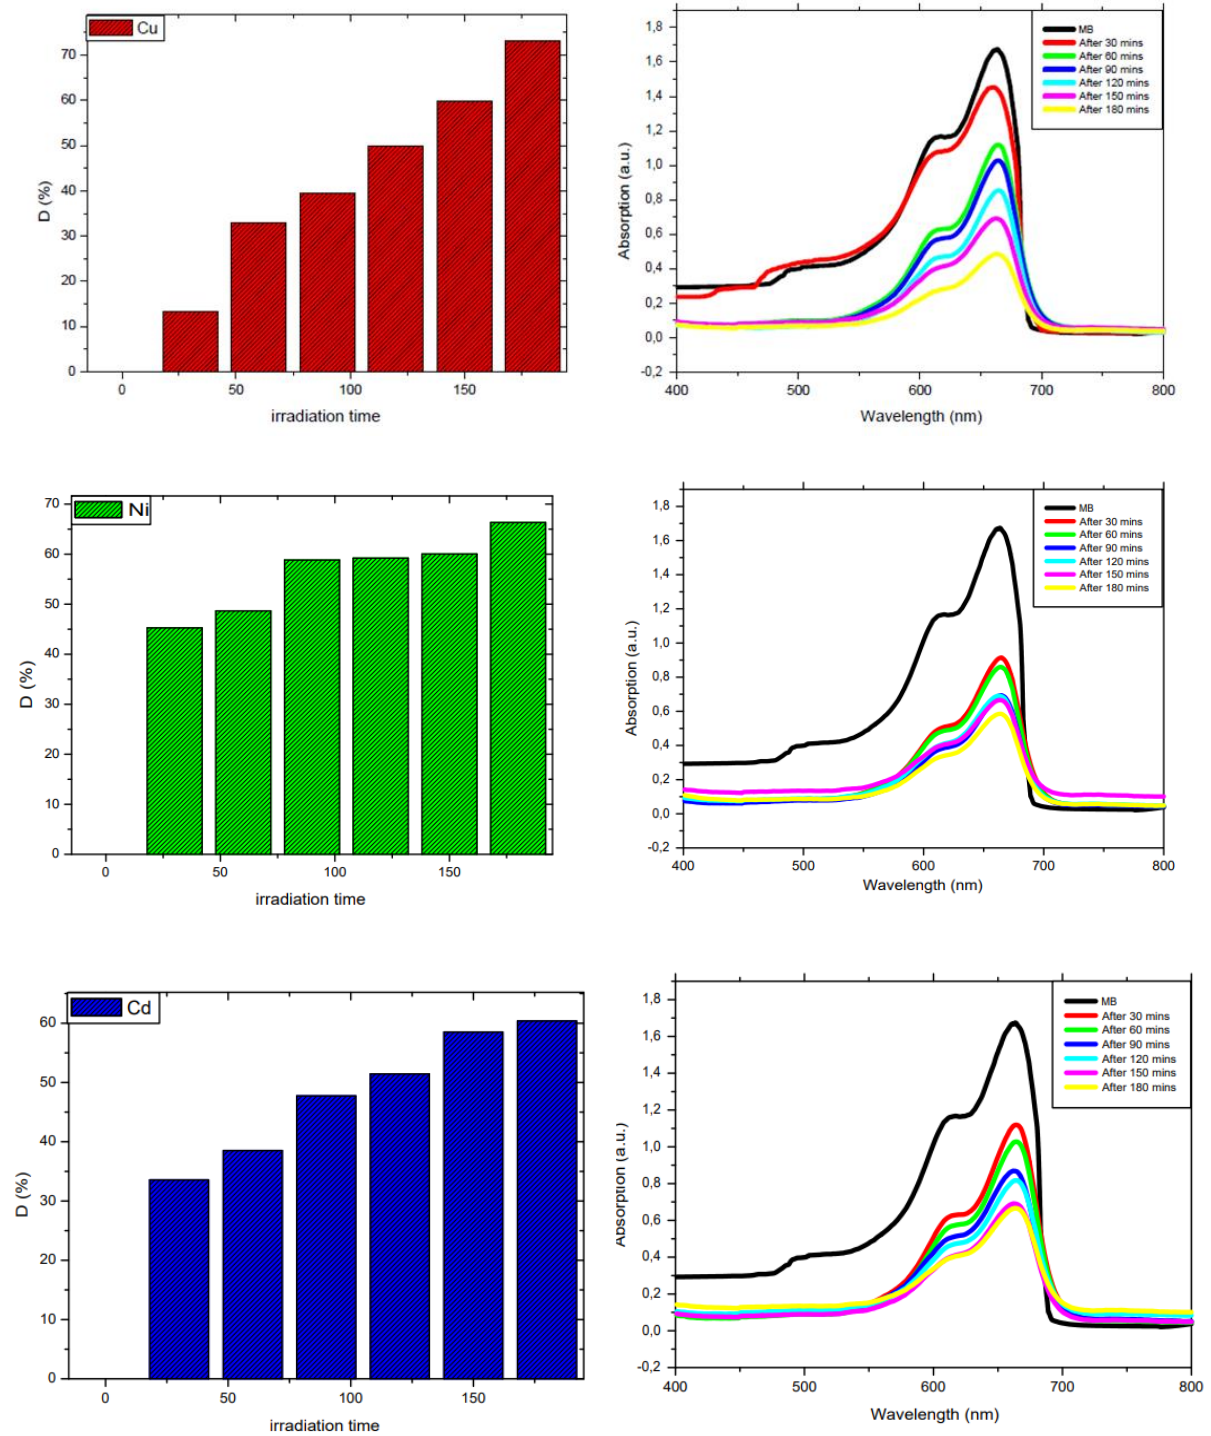 Cu
70
60
50
40
30
20
10
0
D (%)
0 50 100 150
irradiation time
1,8
1,6
1,4
1,2
1,0
0,8
0,6
0,4
0,2
0,0
-0,2
Absorption (a.u.)
400 500 600 700 800
Wavelength (nm)
MB
After 30 mins
After 60 mins
After 90 mins
After 120 mins
After 150 mins
After 180 mins
Ni
70
60
50
40
30
20
10
0
D (%)
0 50 100 150
irradiation time
1,8
1,6
1,4
1,2
1,0
0,8
0,6
0,4
0,2
0,0
-0,2
Absorption (a.u.)
400 500 600 700 800
Wavelength (nm)
MB
After 30 mins
After 60 mins
After 90 mins
After 120 mins
After 150 mins
After 180 mins
Cd
60
50
40
30
20
10
0
D (%)
0 50 100 150
irradiation time
1,8
1,6
1,4
1,2
1,0
0,8
0,6
0,4
0,2
0,0
-0,2
Absorption (a.u.)
400 500 600 700 800
Wavelength (nm)
MB
After 30 mins
After 60 mins
After 90 mins
After 120 mins
After 150 mins
After 180 mins